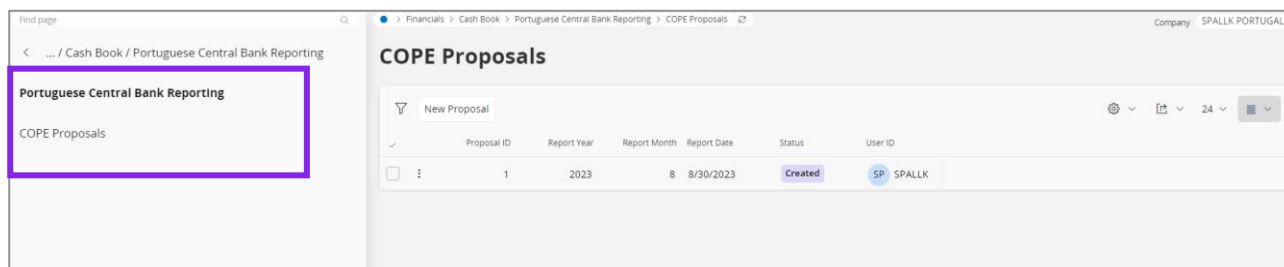 Find page
... / Cash Book / Portuguese Central Bank Reporting
Portuguese Central Bank Reporting
COPE Proposals
Financials > Cash Book > Portuguese Central Bank Reporting > COPE Proposals
Company SPALLK PORTUGAL
COPE Proposals
New Proposal
24
Proposal ID Report Year Report Month Report Date Status User ID
1 2023 8 8/30/2023 Created SP SPALLK